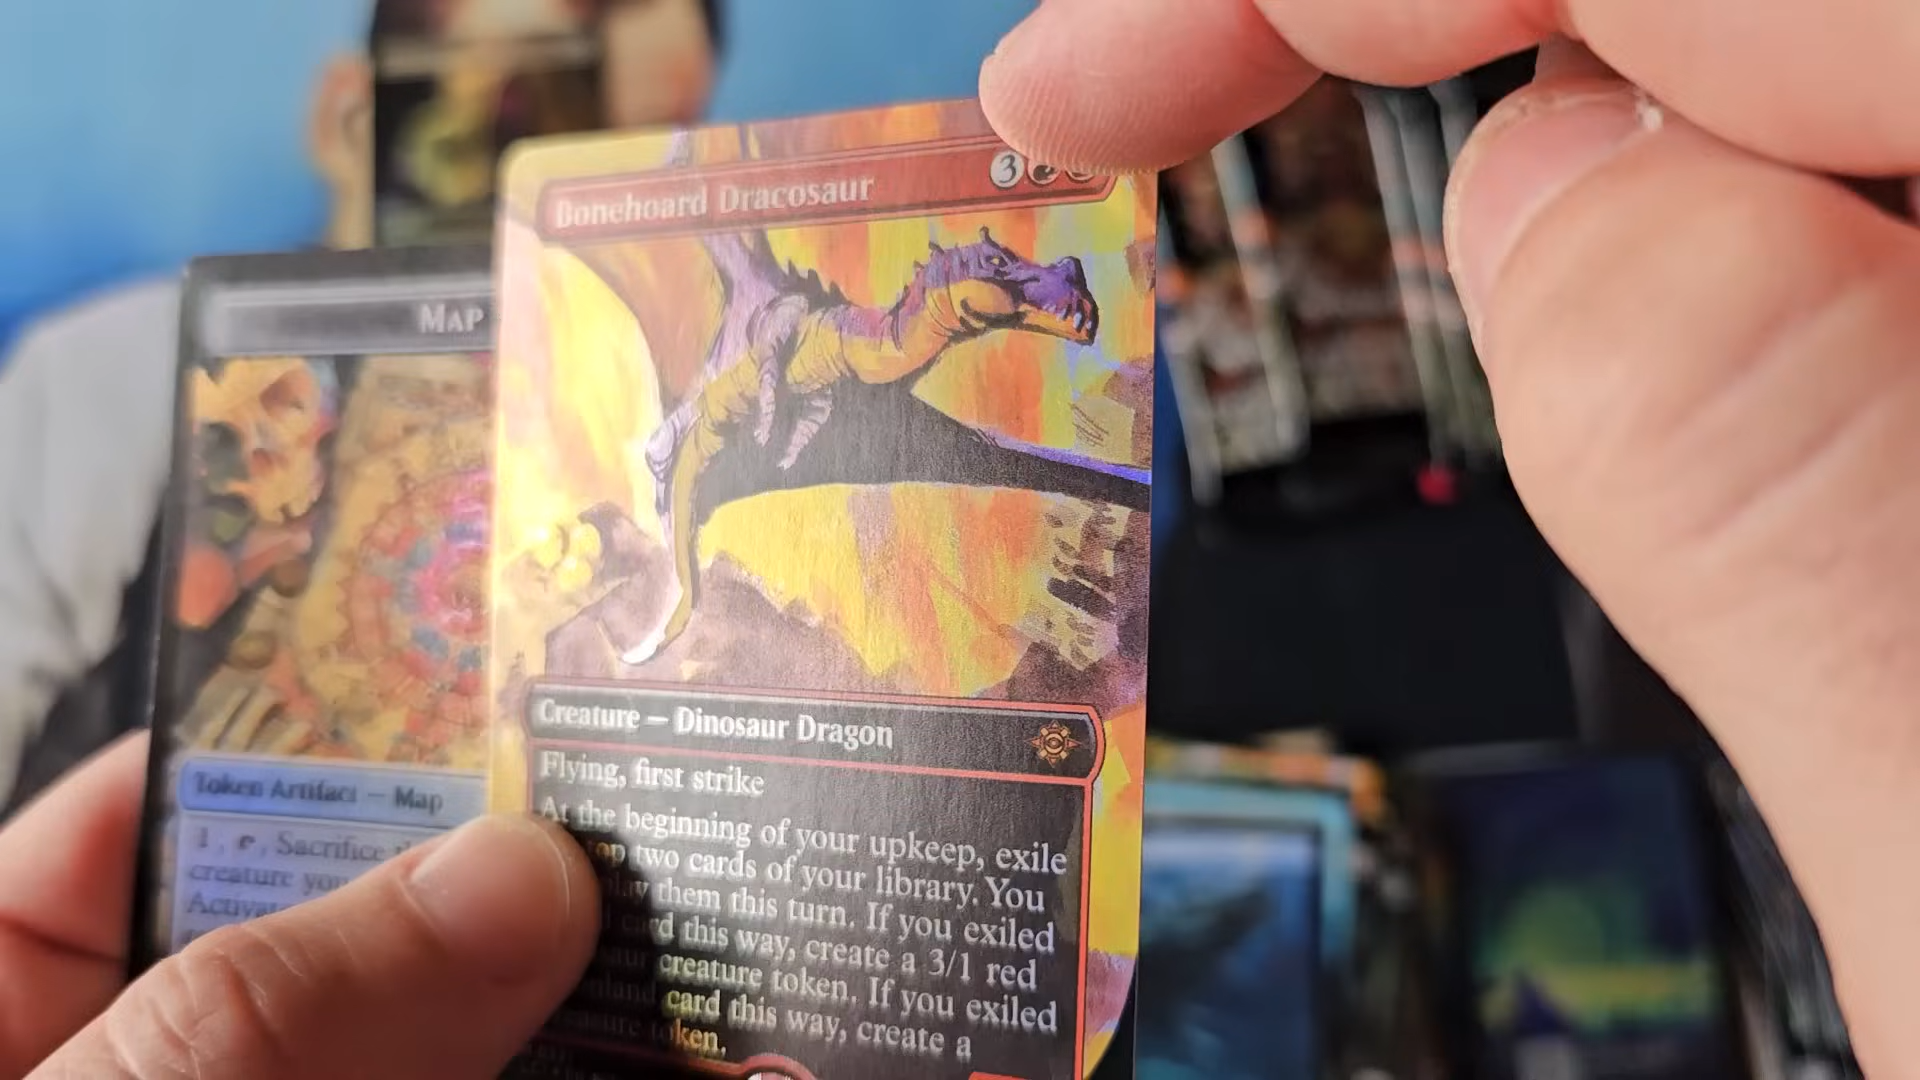 Bonehoard Dracosaur
3
Creature — Dinosaur Dragon
Flying, first strike
At the beginning of your upkeep, exile
top two cards of your library. You
play them this turn. If you exiled
card this way, create a 3/1 red
creature token. If you exiled
card this way, create a
token.
MAP
Token Artifact — Map
1, Sacrifice
creature you